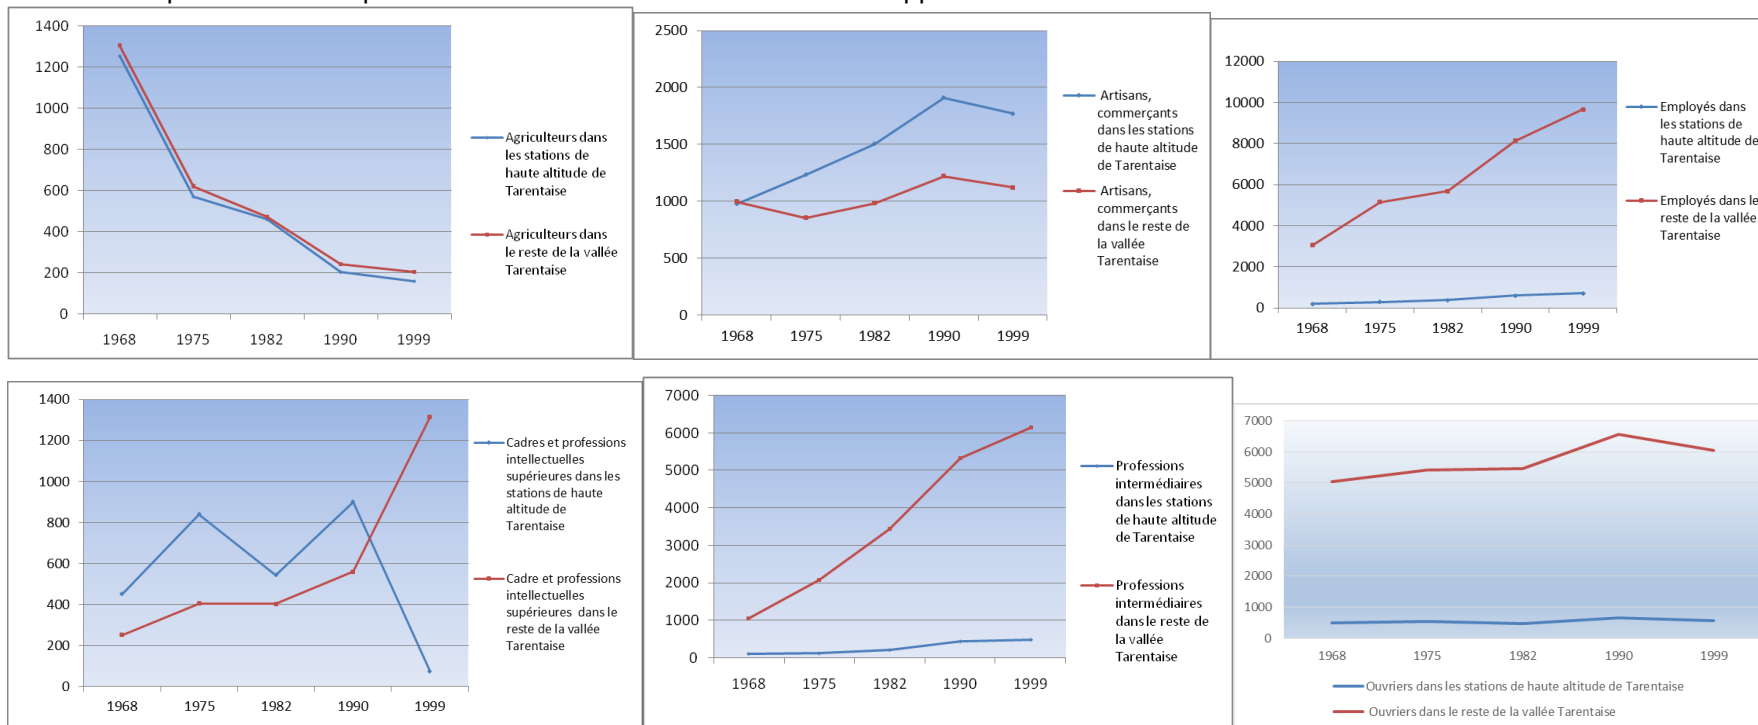 1400
1200
1000
800
600
400
200
0
1968 1975 1982 1990 1999
Agriculteurs dans
les stations de
haute altitude de
Tarentaise
Agriculteurs dans
le reste de la vallée
Tarentaise
2500
2000
1500
1000
500
0
1968 1975 1982 1990 1999
Artisans,
commerçants
dans les stations
de haute altitude
de Tarentaise
Artisans,
commerçants
dans le reste de
la vallée
Tarentaise
12000
10000
8000
6000
4000
2000
0
1968 1975 1982 1990 1999
Employés dans
les stations de
haute altitude de
Tarentaise
Employés dans le
reste de la vallée
Tarentaise
1400
1200
1000
800
600
400
200
0
1968 1975 1982 1990 1999
Cadres et professions
intellectuelles
supérieures dans les
stations de haute
altitude de
Tarentaise
Cadre et professions
intellectuelles
supérieures dans le
reste de la vallée
Tarentaise
7000
6000
5000
4000
3000
2000
1000
0
1968 1975 1982 1990 1999
Professions
intermédiaires
dans les stations
de haute altitude
de Tarentaise
Professions
intermédiaires
dans le reste de
la vallée
Tarentaise
7000
6000
5000
4000
3000
2000
1000
0
1968 1975 1982 1990 1999
Ouvriers dans les stations de haute altitude de Tarentaise
Ouvriers dans le reste de la vallée Tarentaise